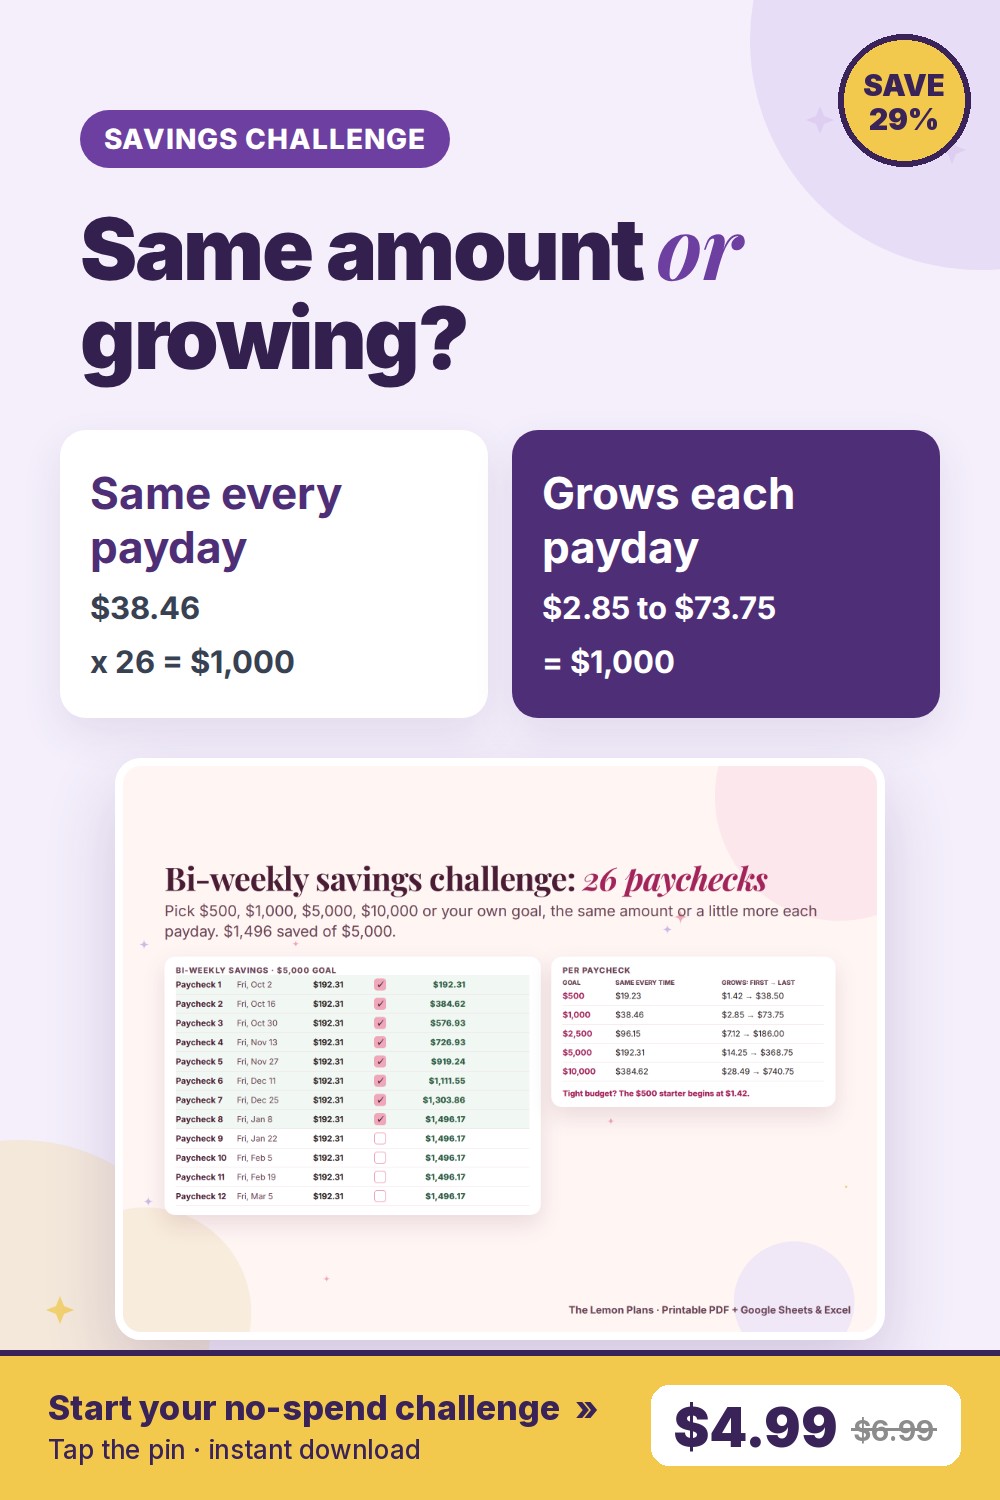 SAVE
29%
SAVINGS CHALLENGE
Same amount or
growing?
Same every
payday
$38.46
x 26 = $1,000
Grows each
payday
$2.85 to $73.75
= $1,000
Bi-weekly savings challenge: 26 paychecks
Pick $500, $1,000, $5,000, $10,000 or your own goal, the same amount or a little more each
payday. $1,496 saved of $5,000.
BI-WEEKLY SAVINGS · $5,000 GOAL
Paycheck 1 Fri, Oct 2 $192.31 ✓ $192.31
Paycheck 2 Fri, Oct 16 $192.31 ✓ $384.62
Paycheck 3 Fri, Oct 30 $192.31 ✓ $576.93
Paycheck 4 Fri, Nov 13 $192.31 ✓ $726.93
Paycheck 5 Fri, Nov 27 $192.31 ✓ $919.24
Paycheck 6 Fri, Dec 11 $192.31 ✓ $1,111.55
Paycheck 7 Fri, Dec 25 $192.31 ✓ $1,303.86
Paycheck 8 Fri, Jan 8 $192.31 ✓ $1,496.17
Paycheck 9 Fri, Jan 22 $192.31 $1,496.17
Paycheck 10 Fri, Feb 5 $192.31 $1,496.17
Paycheck 11 Fri, Feb 19 $192.31 $1,496.17
Paycheck 12 Fri, Mar 5 $192.31 $1,496.17
PER PAYCHECK
GOAL SAME EVERY TIME GROWS: FIRST → LAST
$500 $19.23 $1.42 → $38.50
$1,000 $38.46 $2.85 → $73.75
$2,500 $96.15 $7.12 → $186.00
$5,000 $192.31 $14.25 → $368.75
$10,000 $384.62 $28.49 → $740.75
Tight budget? The $500 starter begins at $1.42.
The Lemon Plans · Printable PDF + Google Sheets & Excel
Start your no-spend challenge »
Tap the pin · instant download
$4.99 $6.99